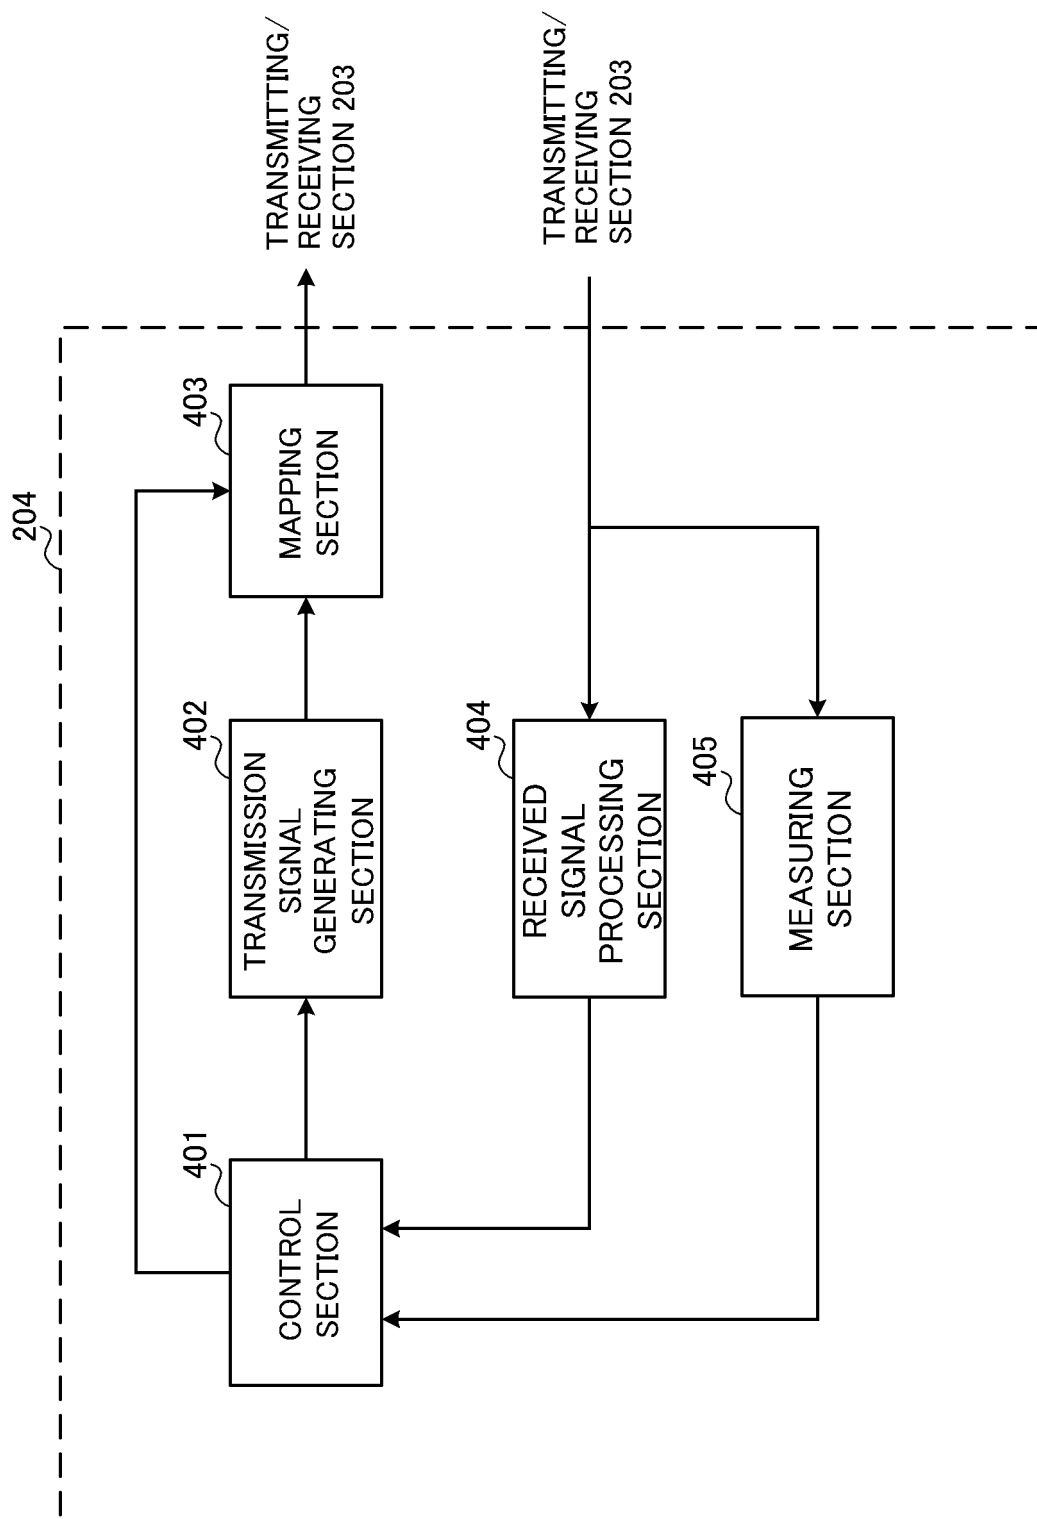 204
403
MAPPING
SECTION
TRANSMITTING/
RECEIVING
SECTION 203
402
TRANSMISSION
SIGNAL
GENERATING
SECTION
401
CONTROL
SECTION
TRANSMITTING/
RECEIVING
SECTION 203
404
RECEIVED
SIGNAL
PROCESSING
SECTION
405
MEASURING
SECTION